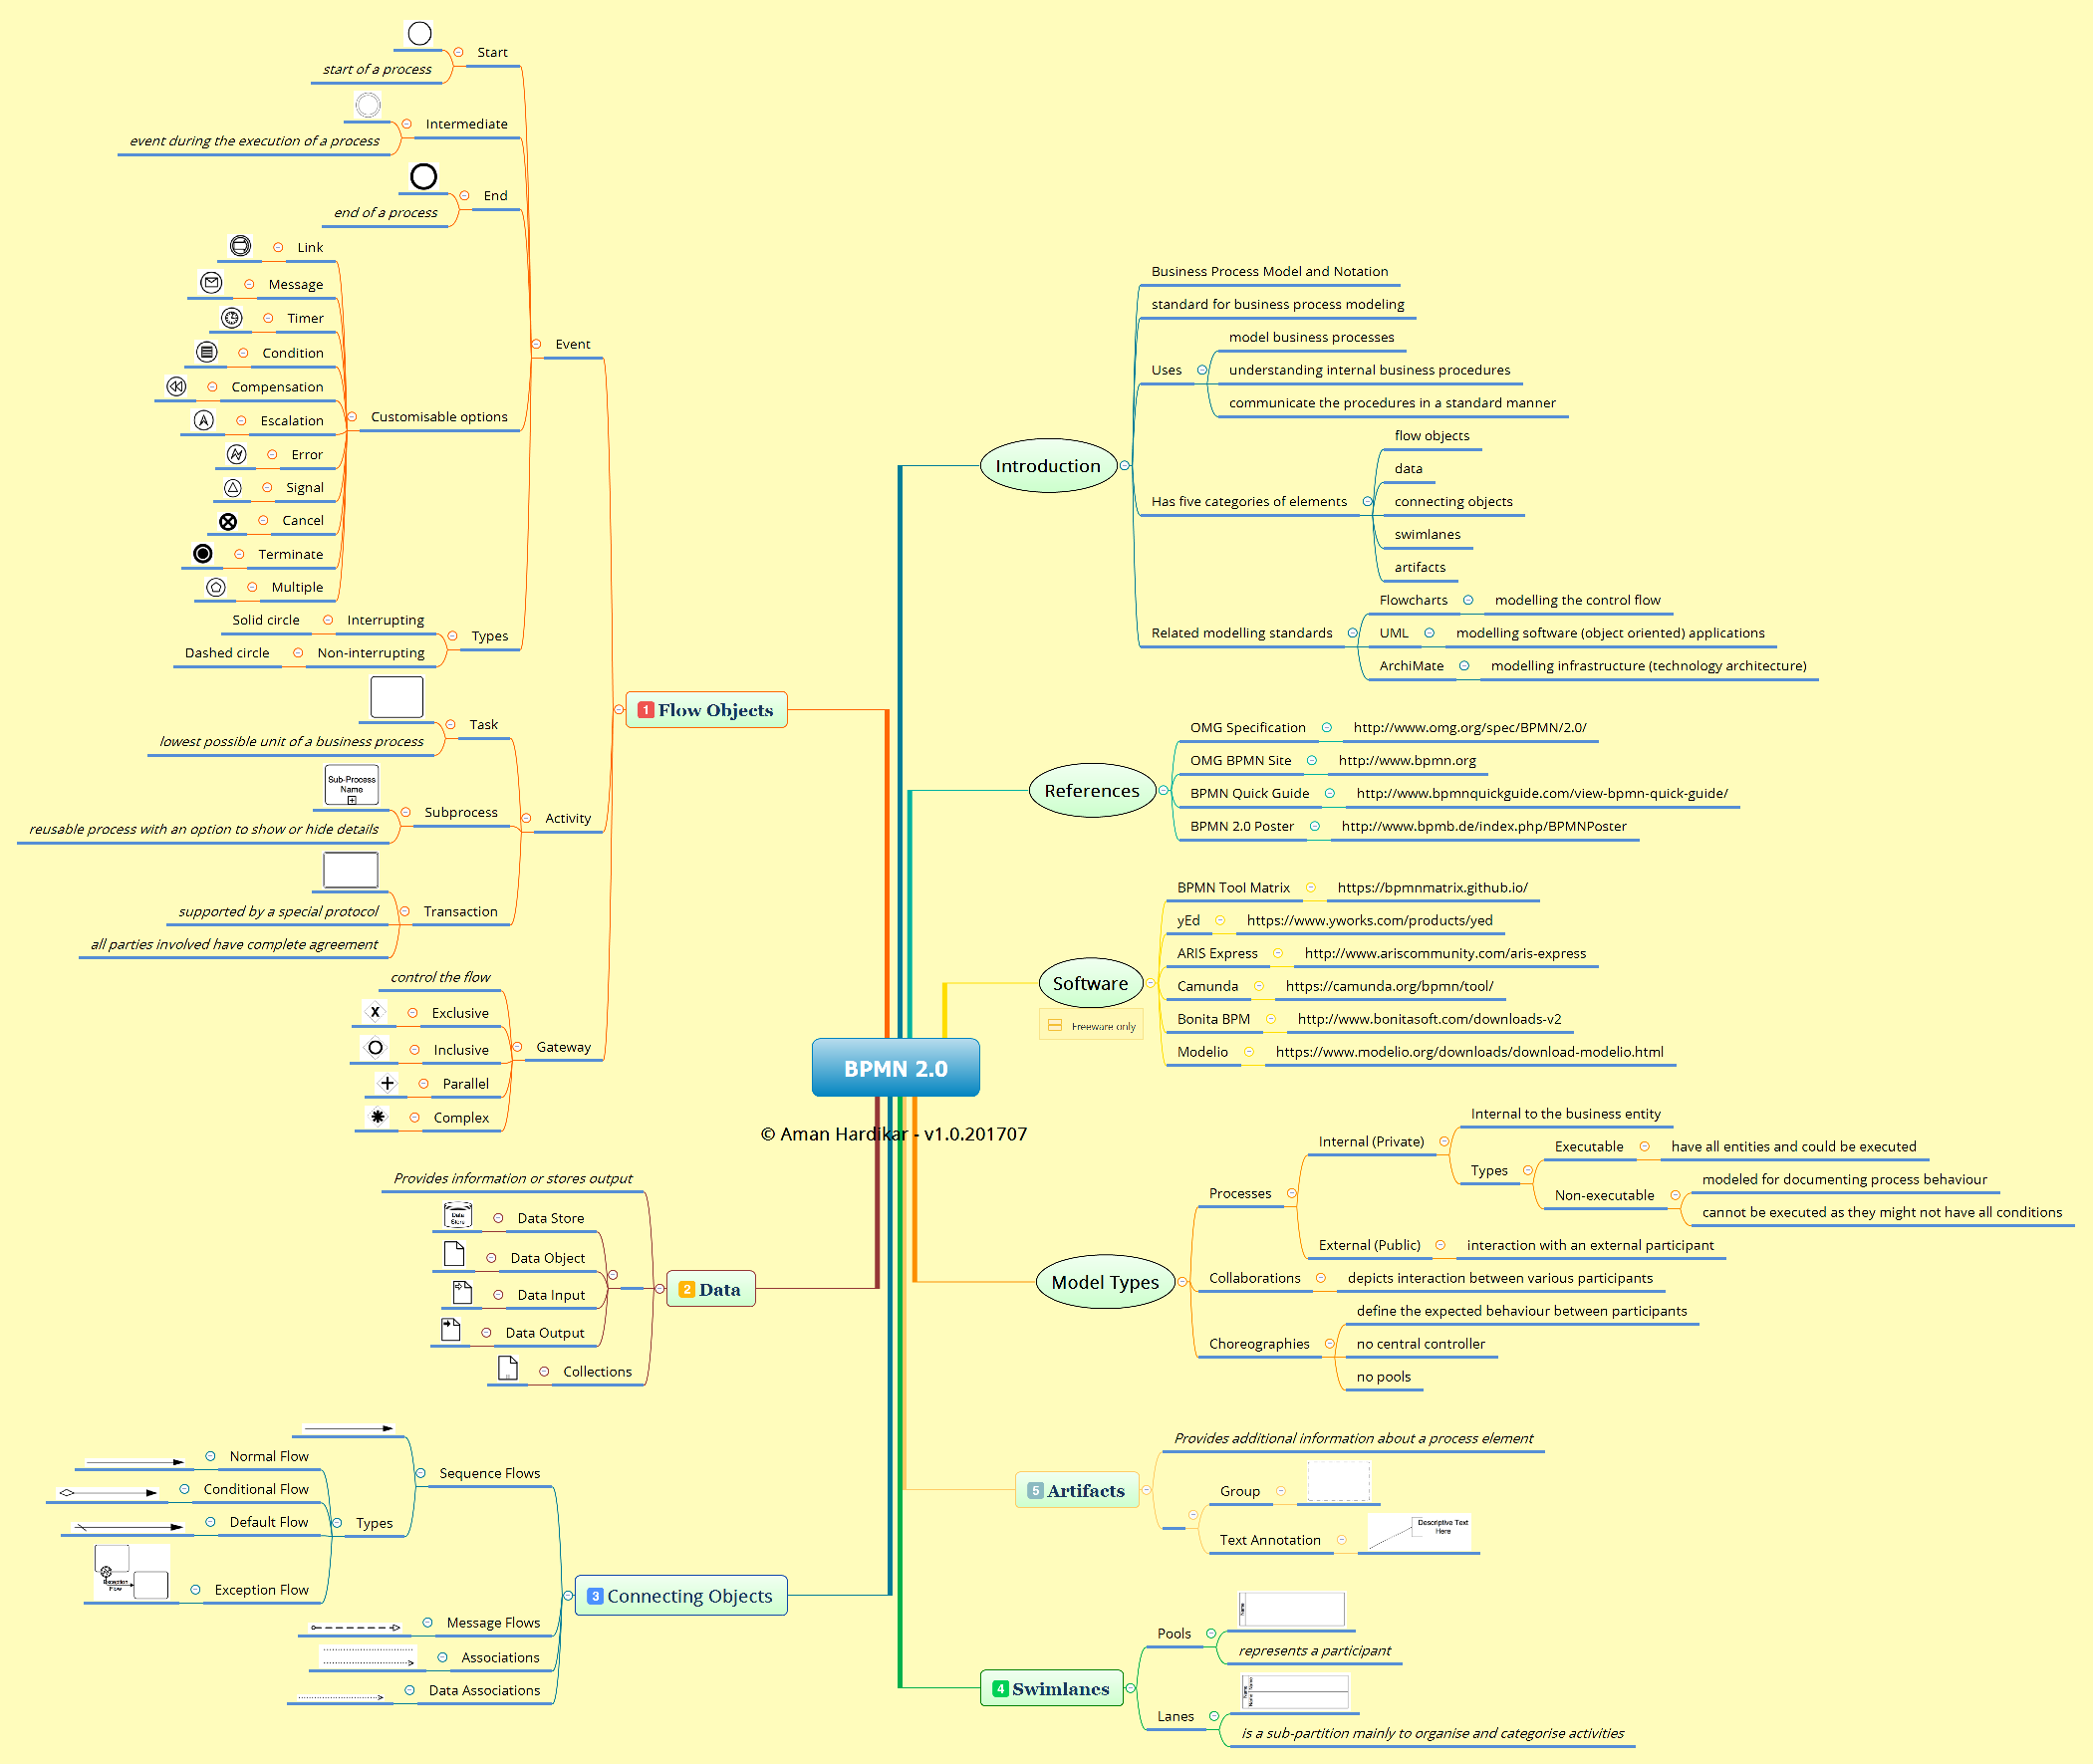 Start
start of a process
Intermediate
event during the execution of a process
End
end of a process
Link
Message
Timer
Condition
Compensation
Escalation
Error
Signal
Cancel
Terminate
Multiple
Customisable options
Solid circle
Interrupting
Dashed circle
Non-interrupting
Types
Event
Task
lowest possible unit of a business process
Sub-Process
Name
Subprocess
reusable process with an option to show or hide details
Transaction
supported by a special protocol
all parties involved have complete agreement
Activity
control the flow
Exclusive
Inclusive
Parallel
Complex
Gateway
1 Flow Objects
Provides information or stores output
Data
Store
Data Store
Data Object
Data Input
Data Output
Collections
2 Data
Sequence Flows
Normal Flow
Conditional Flow
Default Flow
Exception
Flow
Exception Flow
Types
Message Flows
Associations
Data Associations
3 Connecting Objects
BPMN 2.0
© Aman Hardikar - v1.0.201707
Introduction
Business Process Model and Notation
standard for business process modeling
Uses
model business processes
understanding internal business procedures
communicate the procedures in a standard manner
Has five categories of elements
flow objects
data
connecting objects
swimlanes
artifacts
Related modelling standards
Flowcharts
modelling the control flow
UML
modelling software (object oriented) applications
ArchiMate
modelling infrastructure (technology architecture)
References
OMG Specification
http://www.omg.org/spec/BPMN/2.0/
OMG BPMN Site
http://www.bpmn.org
BPMN Quick Guide
http://www.bpmnquickguide.com/view-bpmn-quick-guide/
BPMN 2.0 Poster
http://www.bpmb.de/index.php/BPMNPoster
Software
Freeware only
BPMN Tool Matrix
https://bpmnmatrix.github.io/
yEd
https://www.yworks.com/products/yed
ARIS Express
http://www.ariscommunity.com/aris-express
Camunda
https://camunda.org/bpmn/tool/
Bonita BPM
http://www.bonitasoft.com/downloads-v2
Modelio
https://www.modelio.org/downloads/download-modelio.html
Model Types
Processes
Internal (Private)
Internal to the business entity
Types
Executable
have all entities and could be executed
Non-executable
modeled for documenting process behaviour
cannot be executed as they might not have all conditions
External (Public)
interaction with an external participant
Collaborations
depicts interaction between various participants
Choreographies
define the expected behaviour between participants
no central controller
no pools
5 Artifacts
Provides additional information about a process element
Group
Text Annotation
Descriptive Text
Here
4 Swimlanes
Pools
Name
represents a participant
Lanes
Name
Name
Name
is a sub-partition mainly to organise and categorise activities